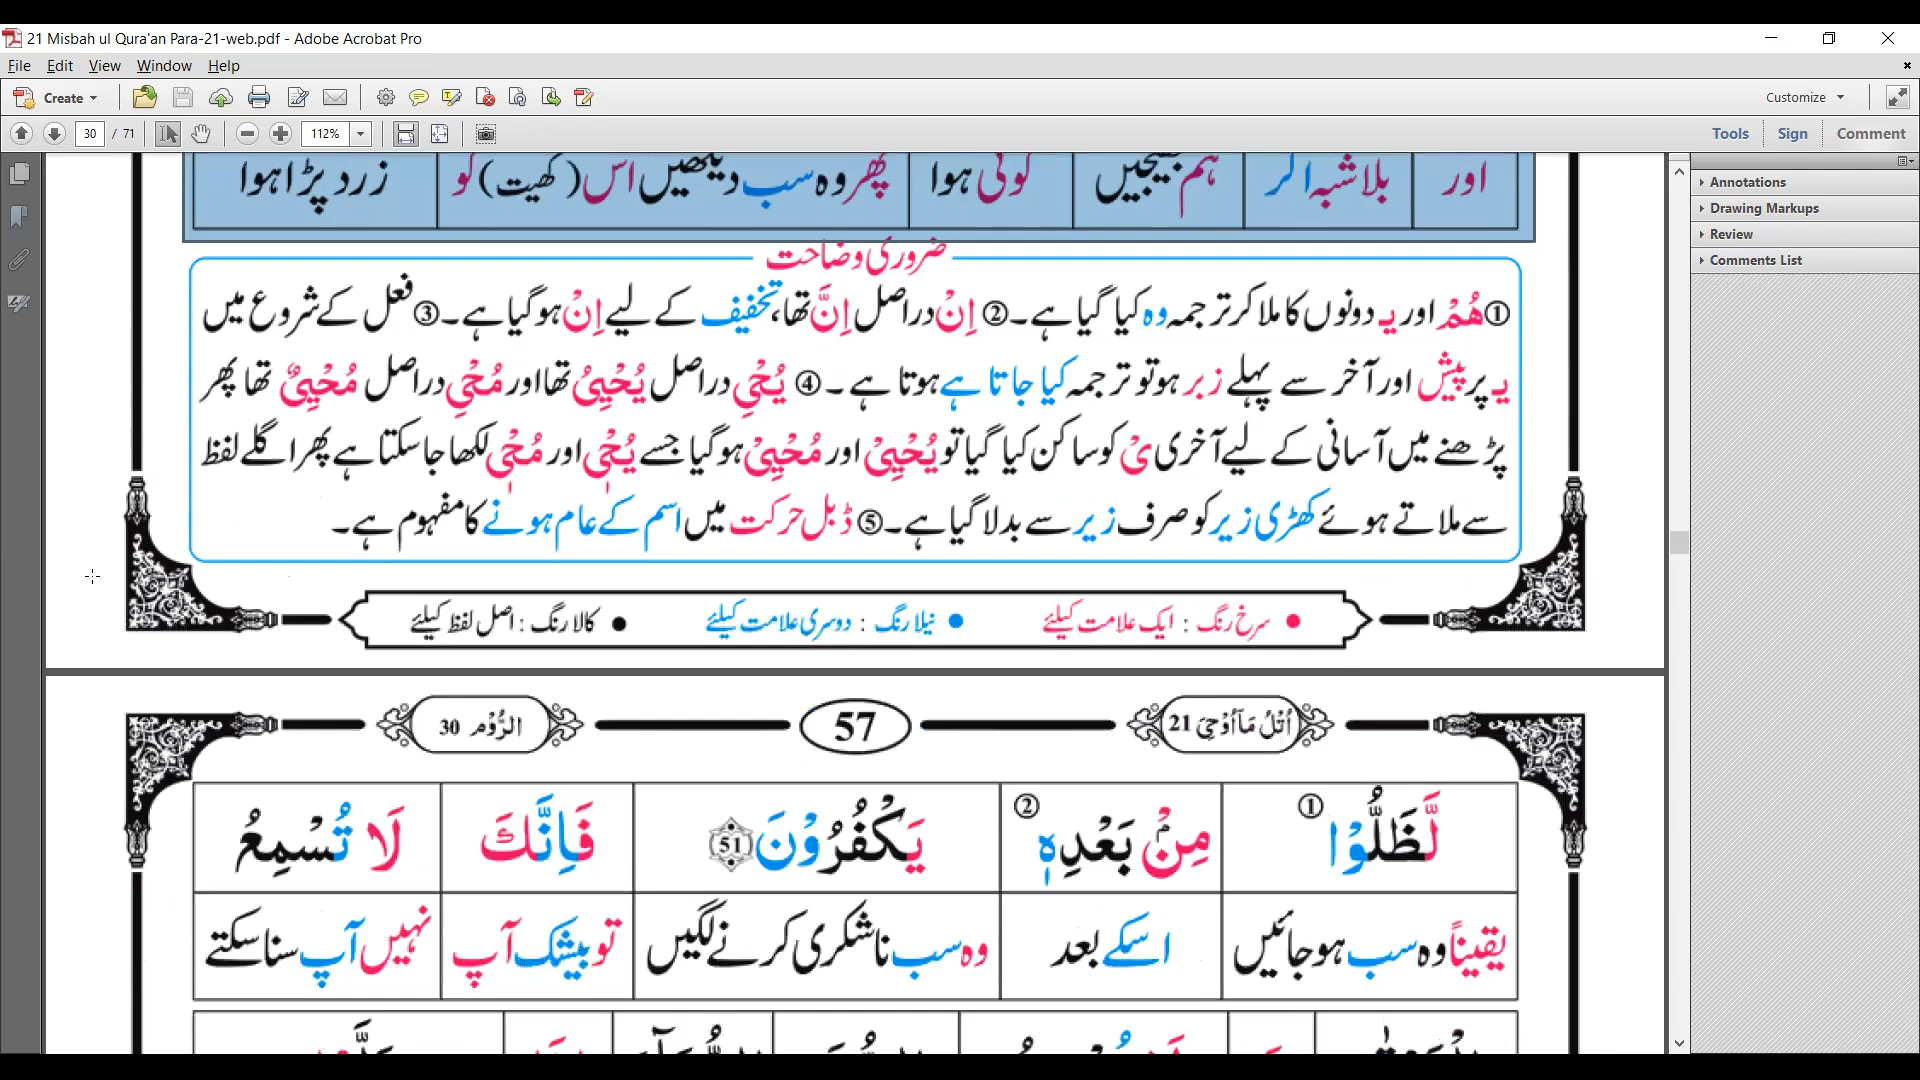 21 Misbah ul Qura'an Para-21-web.pdf - Adobe Acrobat Pro
File Edit View Window Help
Create
Customize
30 / 71
112%
Tools Sign Comment
Annotations
Drawing Markups
Review
Comments List
اور بلاشبہ اگر ہم بھیجیں کوئی ہوا پھر وہ سب دیکھیں اس (کھیت) کو زرد پڑا ہوا
ضروری وضاحت
① هُمْ اور یـ دونوں کا ملا کر ترجمہ وہ کیا گیا ہے۔ ② اِنْ دراصل اِنَّ تھا، تخفیف کے لیے اِنْ ہو گیا ہے۔ ③ فعل کے شروع میں
یـ پر پیش اور آخر سے پہلے زبر ہو تو ترجمہ کیا جاتا ہے ہوتا ہے ۔ ④ یُحْیِ دراصل یُحْیِیُ تھا اور مُحْیِ دراصل مُحْیِیٌ تھا پھر
پڑھنے میں آسانی کے لیے آخری یْ کو ساکن کیا گیا تو یُحْیِیْ اور مُحْیِیْ ہو گیا جسے یُحْیٖ اور مُحْیٖ لکھا جا سکتا ہے پھر اگلے لفظ
سے ملاتے ہوئے کھڑی زیر کو صرف زیر سے بدلا گیا ہے۔ ⑤ ڈبل حرکت میں اسم کے عام ہونے کا مفہوم ہے۔
● سرخ رنگ : ایک علامت کیلئے ● نیلا رنگ : دوسری علامت کیلئے ● کالا رنگ : اصل لفظ کیلئے
اُتْلُ مَآ اُوْحِیَ 21 57 الرُّوْم 30
لَّظَلُّوْا ① مِنْۢ بَعْدِهٖ ② یَكْفُرُوْنَ 51 فَاِنَّكَ لَا تُسْمِعُ
یقیناً وہ سب ہو جائیں اسکے بعد وہ سب ناشکری کرنے لگیں تو بیشک آپ نہیں آپ سنا سکتے